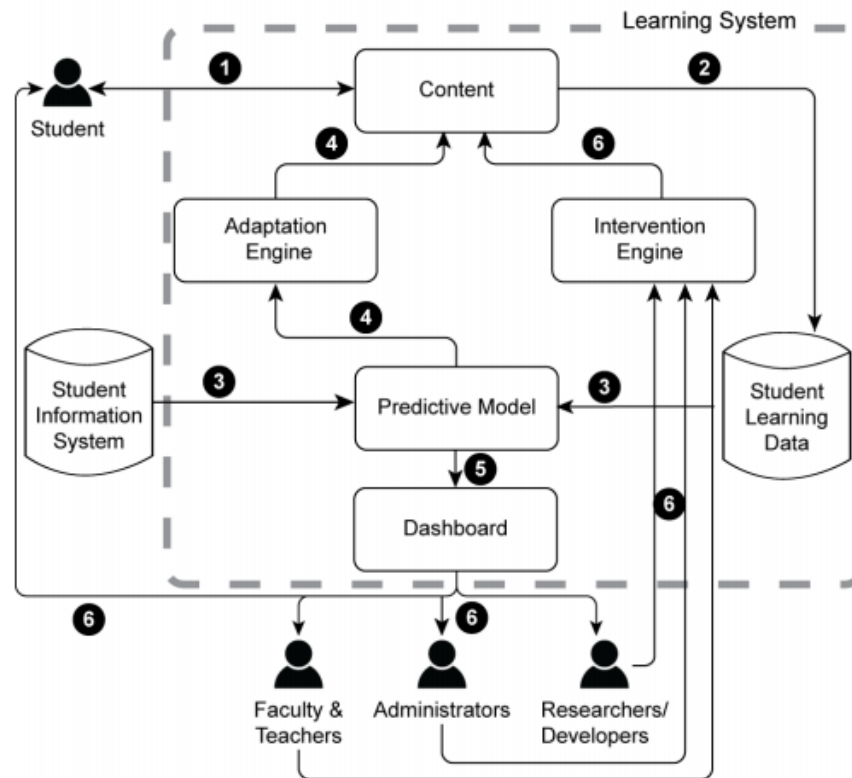 Learning System
1
2
Content
Student
4
6
Adaptation
Engine
Intervention
Engine
4
Student
Information
System
3
Predictive Model
3
Student
Learning
Data
5
Dashboard
6
6
6
Faculty &
Teachers
Administrators
Researchers/
Developers